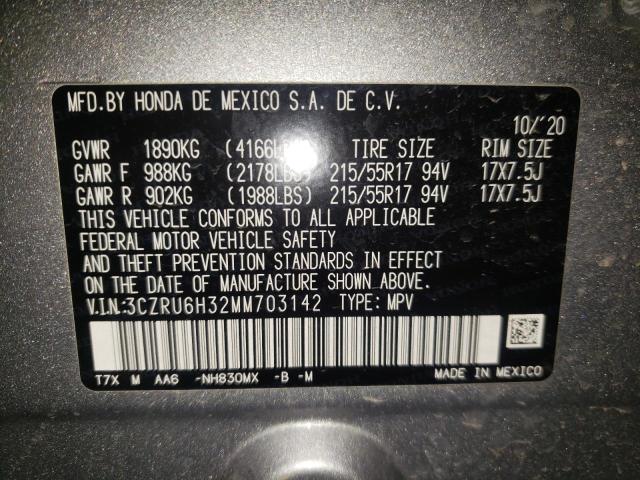 MFD.BY HONDA DE MEXICO S.A. DE C.V.
10/'20
GVWR 1890KG (4166LBS) TIRE SIZE RIM SIZE
GAWR F 988KG (2178LBS) 215/55R17 94V 17X7.5J
GAWR R 902KG (1988LBS) 215/55R17 94V 17X7.5J
THIS VEHICLE CONFORMS TO ALL APPLICABLE
FEDERAL MOTOR VEHICLE SAFETY
AND THEFT PREVENTION STANDARDS IN EFFECT
ON THE DATE OF MANUFACTURE SHOWN ABOVE.
V.I.N:3CZRU6H32MM703142 TYPE: MPV
T7X M AA6 -NH830MX -B -M
MADE IN MEXICO